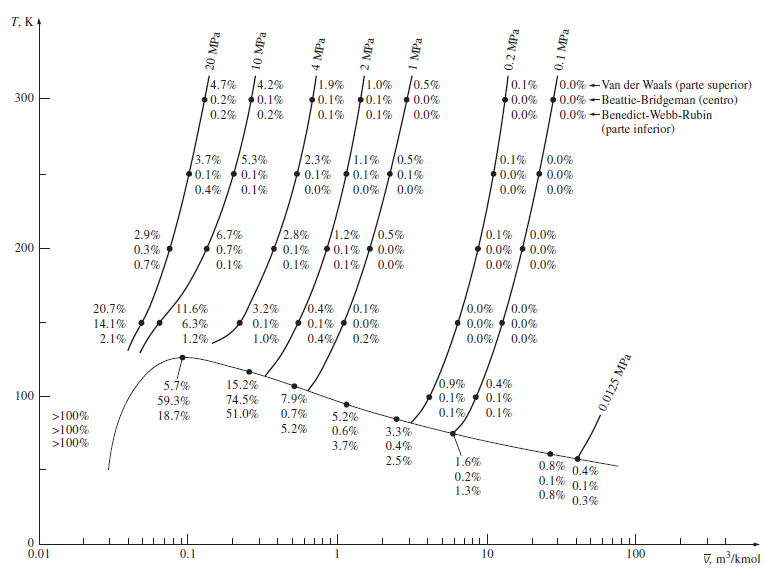 T, K
20 MPa
10 MPa
4 MPa
2 MPa
1 MPa
0.2 MPa
0.1 MPa
4.7% 4.2% 1.9% 1.0% 0.5% 0.1% 0.0% Van der Waals (parte superior)
300 0.2% 0.1% 0.1% 0.1% 0.0% 0.0% 0.0% Beattie-Bridgeman (centro)
0.2% 0.2% 0.1% 0.1% 0.0% 0.0% 0.0% Benedict-Webb-Rubin
(parte inferior)
3.7% 5.3% 2.3% 1.1% 0.5% 0.1% 0.0%
0.1% 0.1% 0.1% 0.1% 0.1% 0.0% 0.0%
0.4% 0.1% 0.0% 0.0% 0.0% 0.0% 0.0%
2.9% 6.7% 2.8% 1.2% 0.5% 0.1% 0.0%
200 0.3% 0.7% 0.1% 0.1% 0.0% 0.0% 0.0%
0.7% 0.1% 0.1% 0.1% 0.0% 0.0% 0.0%
20.7% 11.6% 3.2% 0.4% 0.1% 0.0% 0.0%
14.1% 6.3% 0.1% 0.1% 0.0% 0.0% 0.0%
2.1% 1.2% 1.0% 0.4% 0.2% 0.0% 0.0%
0.0125 MPa
100
>100%
>100%
>100%
5.7%
59.3%
18.7%
15.2%
74.5%
51.0%
7.9%
0.7%
5.2%
5.2%
0.6%
3.7%
3.3%
0.4%
2.5%
0.9%
0.1%
0.1%
0.4%
0.1%
0.1%
1.6%
0.2%
1.3%
0.8%
0.1%
0.8%
0.4%
0.1%
0.3%
0
0.01 0.1 1 10 100
v̅, m³/kmol